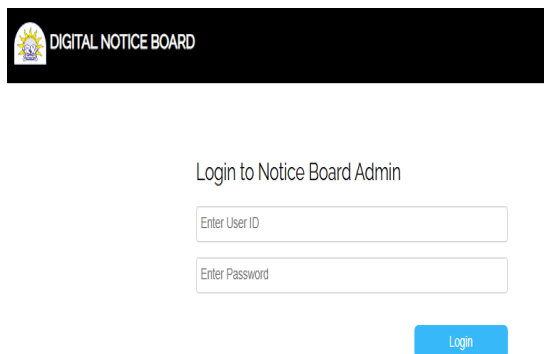 DIGITAL NOTICE BOARD
Login to Notice Board Admin
Enter User ID
Enter Password
Login